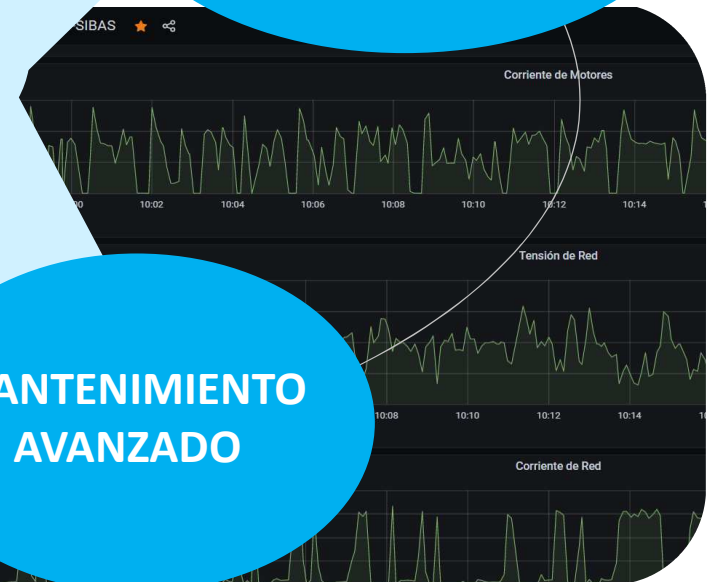 SIBAS
Corriente de Motores
10:02 10:04 10:06 10:08 10:10 10:12 10:14
Tensión de Red
10:08 10:10 10:12 10:14
ANTENIMIENTO
AVANZADO
Corriente de Red